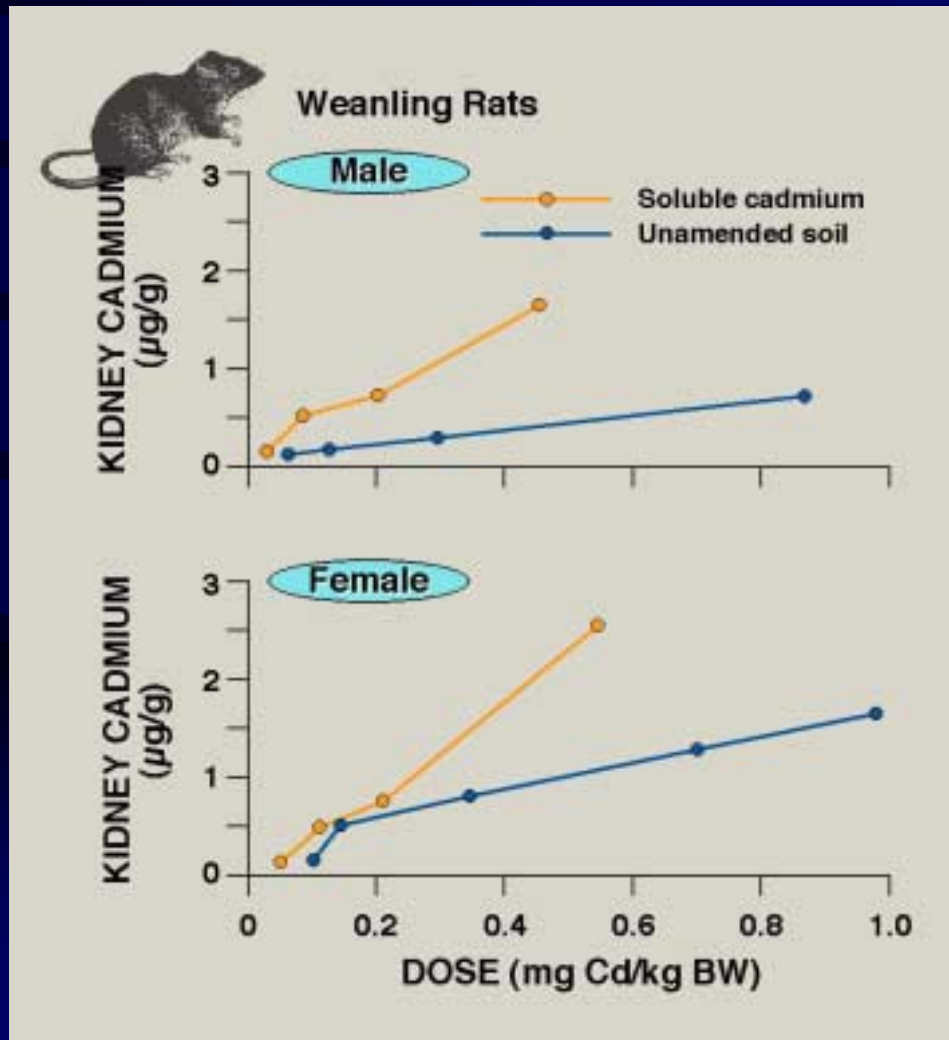 Weanling Rats
Male
Soluble cadmium
Unamended soil
KIDNEY CADMIUM
(µg/g)
3
2
1
0
Female
KIDNEY CADMIUM
(µg/g)
3
2
1
0
0 0.2 0.4 0.6 0.8 1.0
DOSE (mg Cd/kg BW)